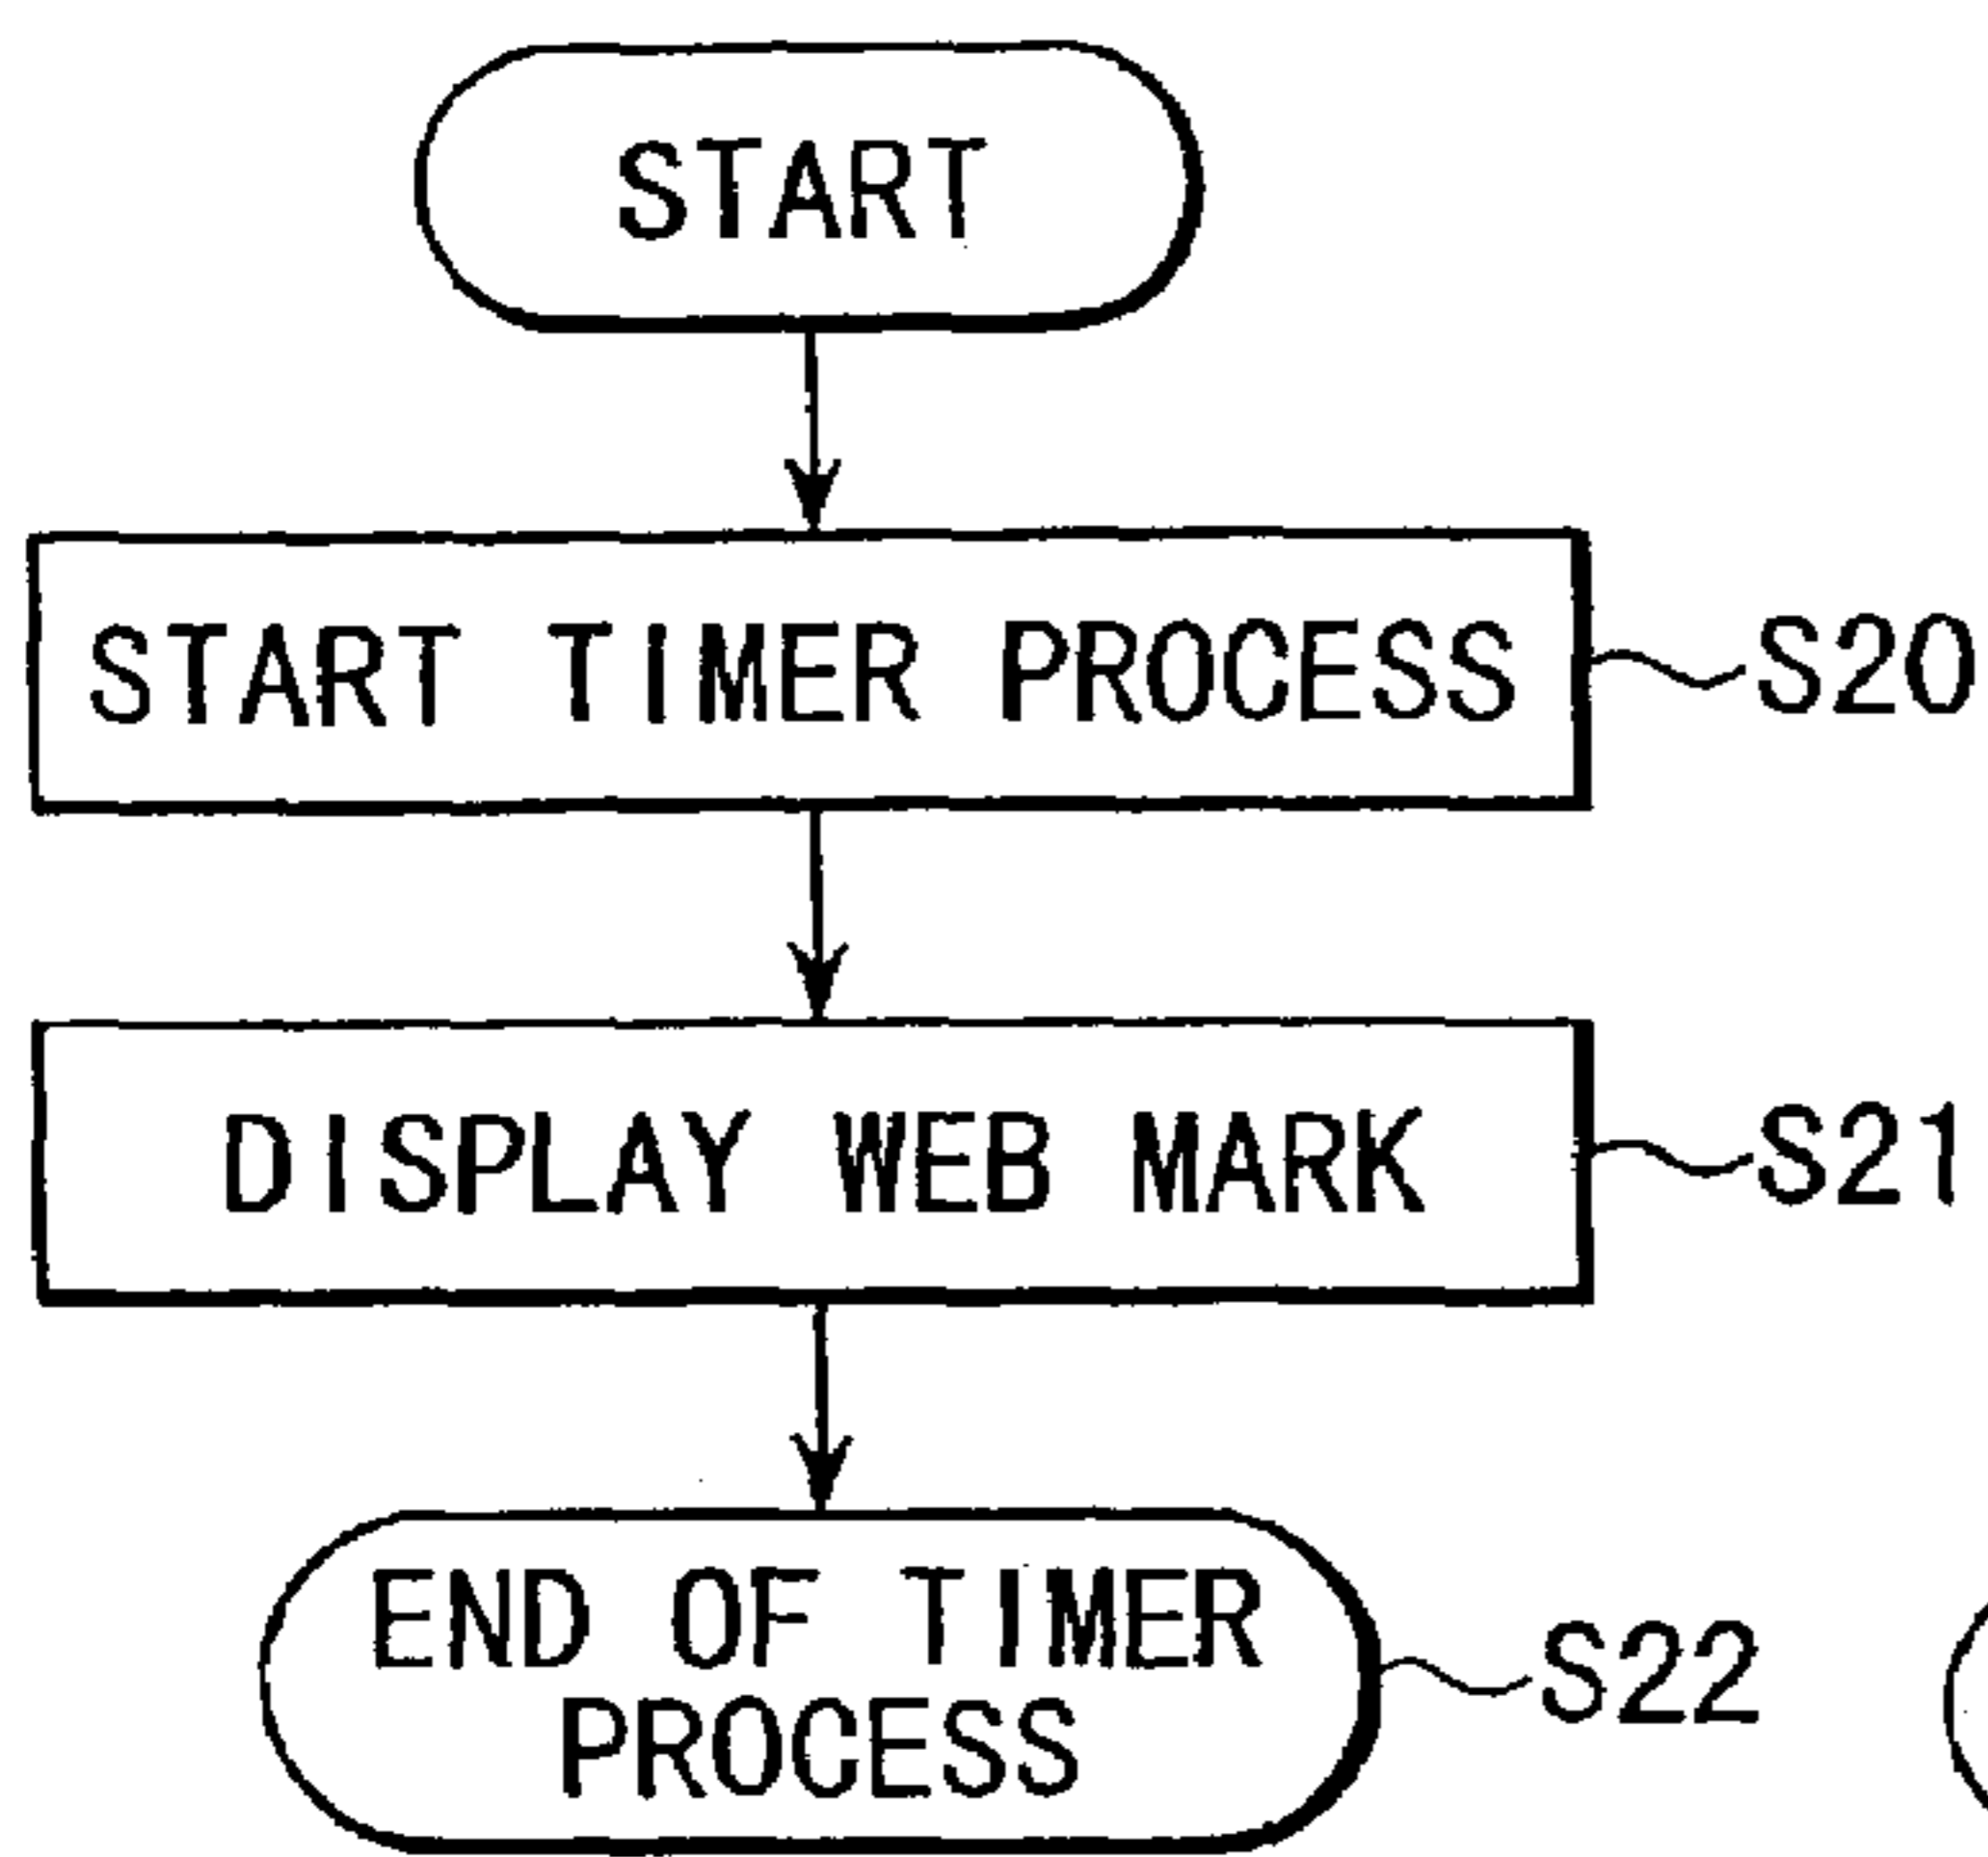 START
START TIMER PROCESS
S20
DISPLAY WEB MARK
S21
END OF TIMER
PROCESS
S22